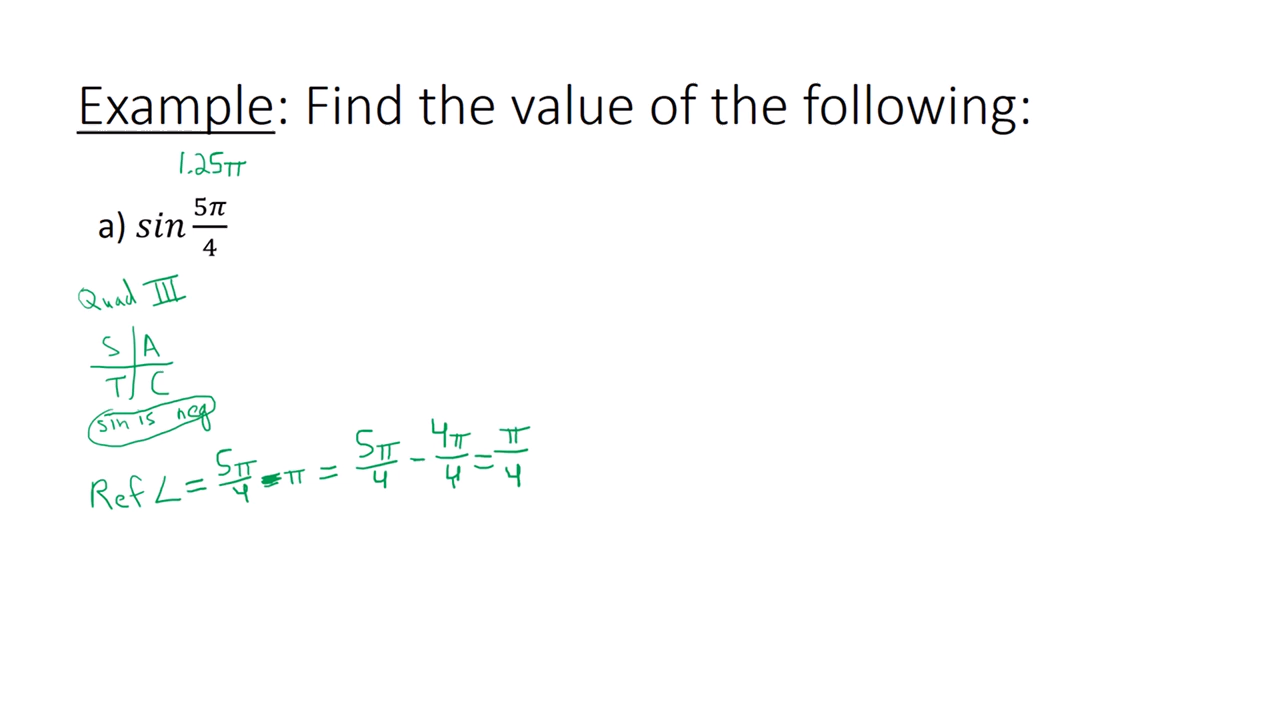 Example: Find the value of the following:
1.25π
a) sin 5π/4
Quad III
S | A
T | C
sin is neg
Ref ∠ = 5π/4 - π = 5π/4 - 4π/4 = π/4